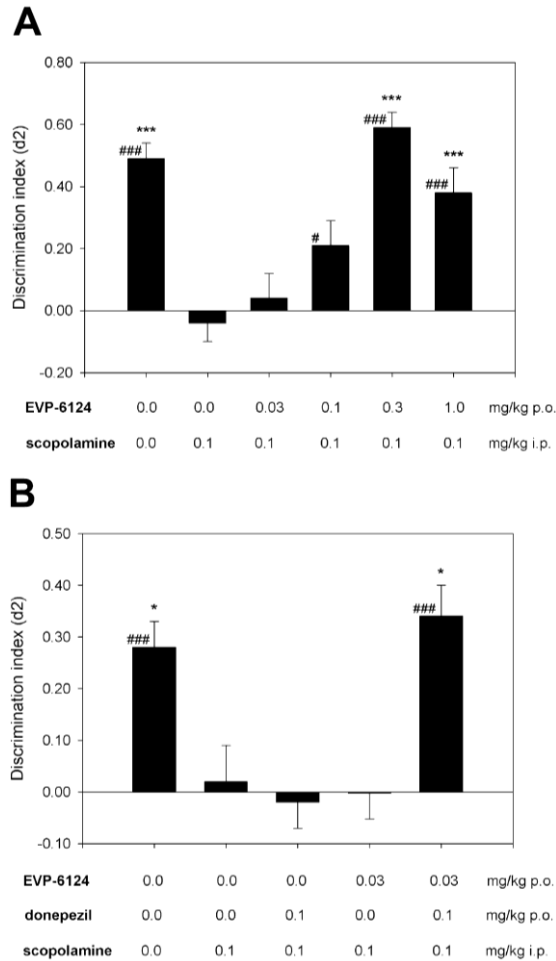 A
0.80
0.60
0.40
0.20
0.00
-0.20
Discrimination index (d2)
###
***
#
###
***
###
***
EVP-6124 0.0 0.0 0.03 0.1 0.3 1.0 mg/kg p.o.
scopolamine 0.0 0.1 0.1 0.1 0.1 0.1 mg/kg i.p.
B
0.50
0.40
0.30
0.20
0.10
0.00
-0.10
Discrimination index (d2)
###
*
###
*
EVP-6124 0.0 0.0 0.0 0.03 0.03 mg/kg p.o.
donepezil 0.0 0.0 0.1 0.0 0.1 mg/kg p.o.
scopolamine 0.0 0.1 0.1 0.1 0.1 mg/kg i.p.